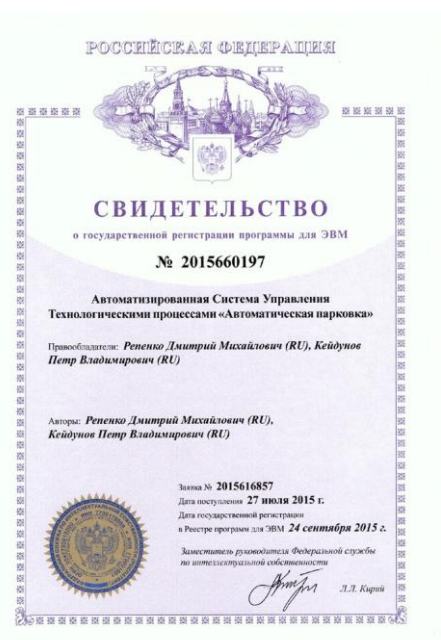 РОССИЙСКАЯ ФЕДЕРАЦИЯ
СВИДЕТЕЛЬСТВО
о государственной регистрации программы для ЭВМ
№ 2015660197
Автоматизированная Система Управления
Технологическими процессами «Автоматическая парковка»
Правообладатели: Репенко Дмитрий Михайлович (RU), Кейдунов
Петр Владимирович (RU)
Авторы: Репенко Дмитрий Михайлович (RU),
Кейдунов Петр Владимирович (RU)
Заявка № 2015616857
Дата поступления 27 июля 2015 г.
Дата государственной регистрации
в Реестре программ для ЭВМ 24 сентября 2015 г.
Заместитель руководителя Федеральной службы
по интеллектуальной собственности
Л.Л. Кирий